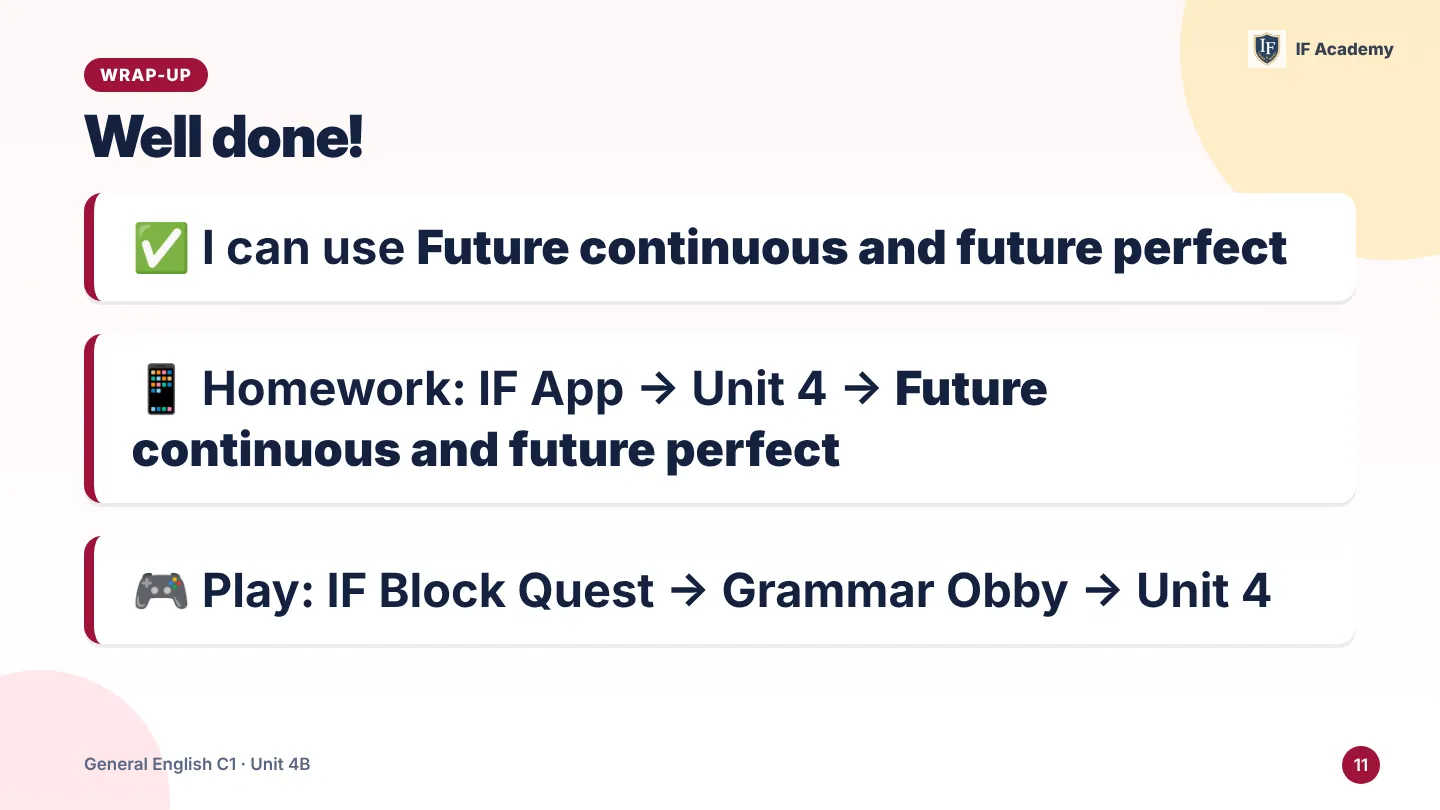 IF Academy
WRAP-UP
Well done!
✅ I can use Future continuous and future perfect
📱 Homework: IF App → Unit 4 → Future
continuous and future perfect
🎮 Play: IF Block Quest → Grammar Obby → Unit 4
General English C1 · Unit 4B
11